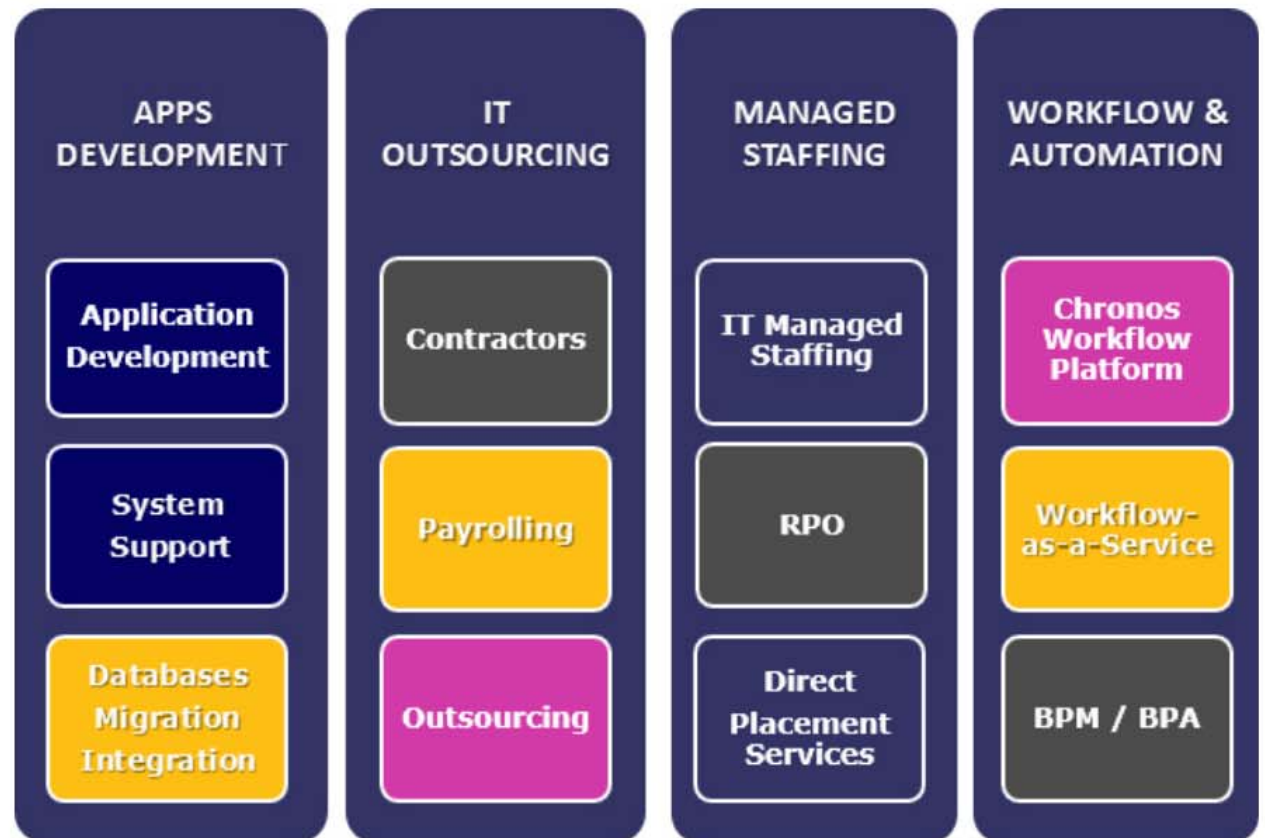 APPS
DEVELOPMENT
Application
Development
System
Support
Databases
Migration
Integration
IT
OUTSOURCING
Contractors
Payrolling
Outsourcing
MANAGED
STAFFING
IT Managed
Staffing
RPO
Direct
Placement
Services
WORKFLOW &
AUTOMATION
Chronos
Workflow
Platform
Workflow-
as-a-Service
BPM / BPA